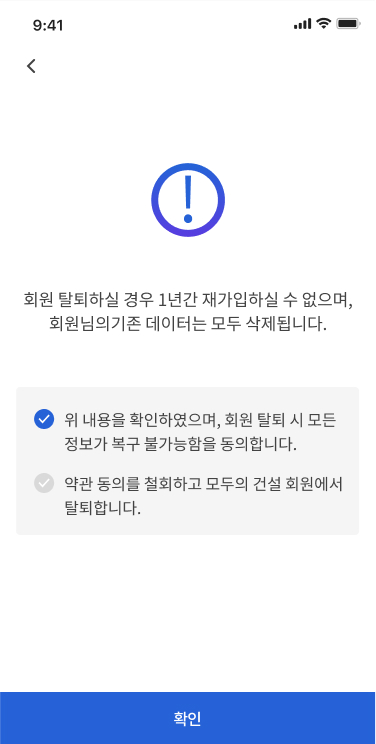 9:41
회원 탈퇴하실 경우 1년간 재가입하실 수 없으며,
회원님의기존 데이터는 모두 삭제됩니다.
위 내용을 확인하였으며, 회원 탈퇴 시 모든
정보가 복구 불가능함을 동의합니다.
약관 동의를 철회하고 모두의 건설 회원에서
탈퇴합니다.
확인